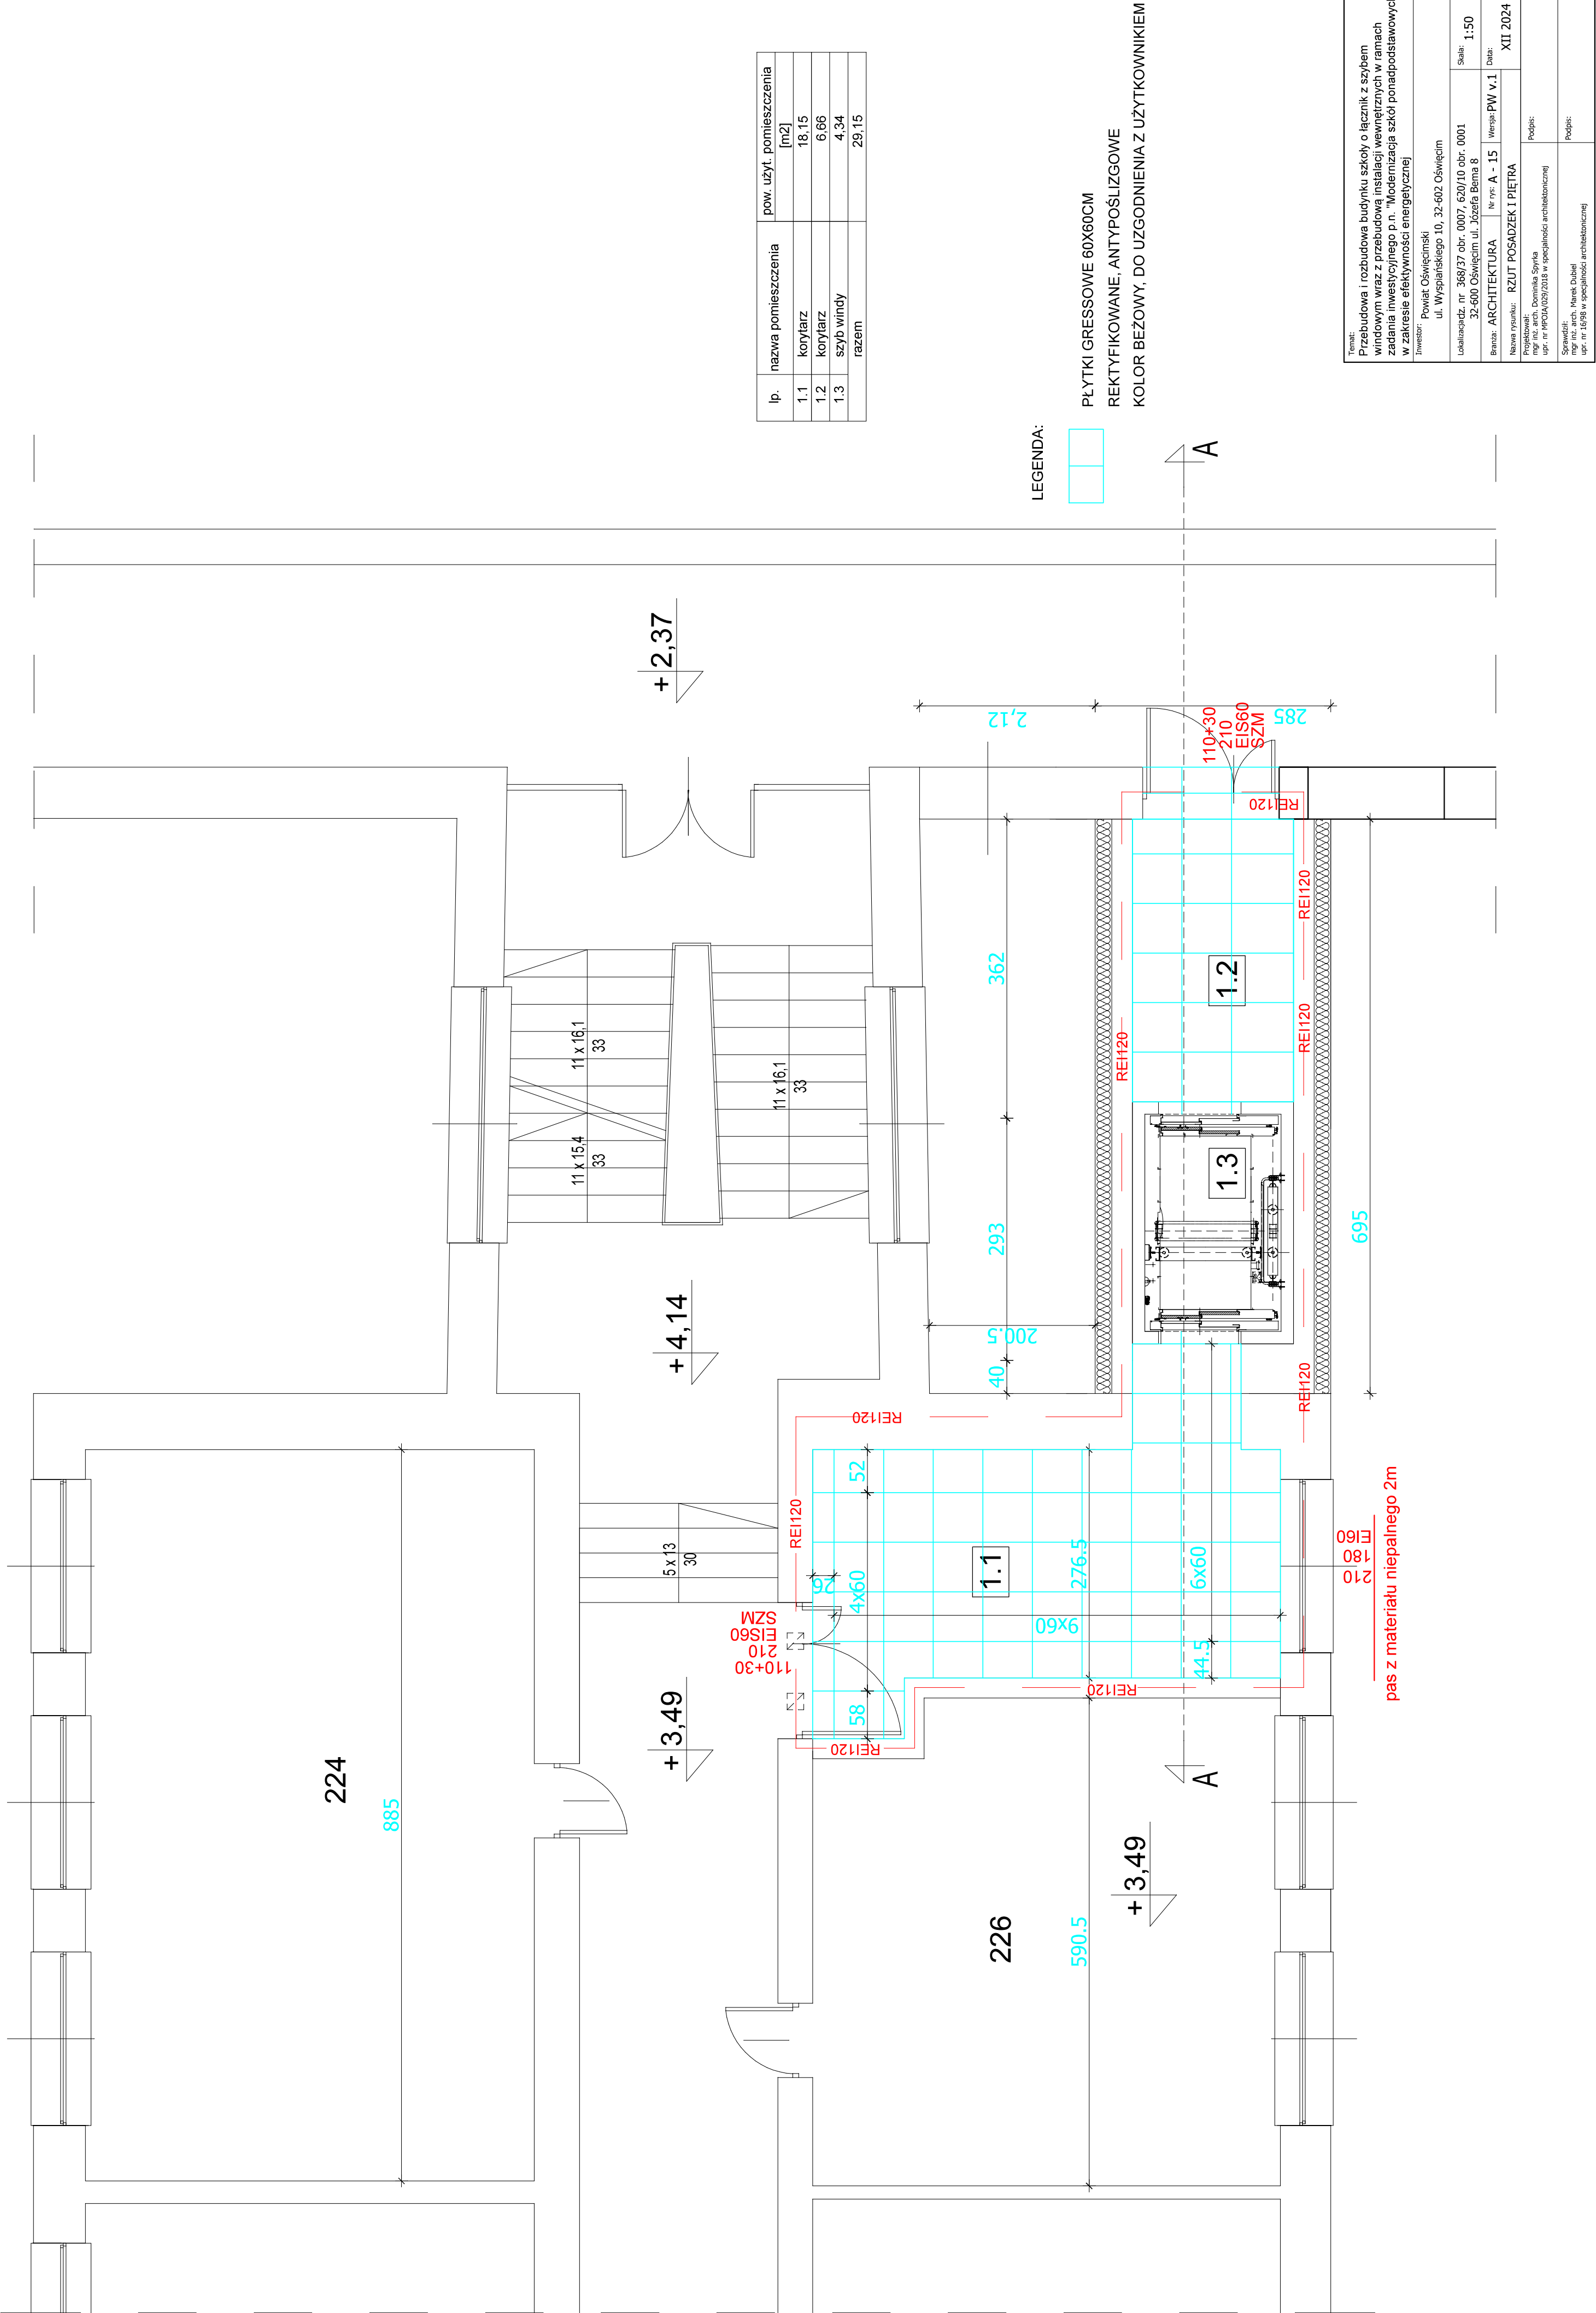 lp. nazwa pomieszczenia pow. użyt. pomieszczenia
[m2]
1.1 korytarz 18,15
1.2 korytarz 6,66
1.3 szyb windy 4,34
razem 29,15
LEGENDA:
PŁYTKI GRESSOWE 60X60CM
REKTYFIKOWANE, ANTYPOŚLIZGOWE
KOLOR BEŻOWY, DO UZGODNIENIA Z UŻYTKOWNIKIEM
Temat:
Przebudowa i rozbudowa budynku szkoły o łącznik z szybem
windowym wraz z przebudową instalacji wewnętrznych w ramach
zadania inwestycyjnego p.n. "Modernizacja szkół ponadpodstawowych
w zakresie efektywności energetycznej
Inwestor: Powiat Oświęcimski
ul. Wyspiańskiego 10, 32-602 Oświęcim
Lokalizacja: dz. nr 368/37 obr. 0007, 620/10 obr. 0001
32-600 Oświęcim ul. Józefa Bema 8
Skala: 1:50
Branża: ARCHITEKTURA Nr rys: A - 15 Wersja: PW v.1 Data:
XII 2024
Nazwa rysunku: RZUT POSADZEK I PIĘTRA
Projektował:
mgr inż. arch. Dominika Spyrka
upr. nr MPOIA/029/2018 w specjalności architektonicznej
Podpis:
Sprawdził:
mgr inż. arch. Marek Dubiel
upr. nr 16/98 w specjalności architektonicznej
Podpis:
+ 2,37
2,12
285
110+30
210
EIS60
SZM
REI120
A
11 x 16,1
33
11 x 15,4
33
11 x 16,1
33
362
293
40
200.5
REI120
REI120
REI120
1.2
1.3
695
+ 4,14
REI120
REI120
5 x 13
30
REI120
52
4x60
58
26
1.1
276.5
9x60
6x60
44.5
110+30
210
EIS60
SZM
REI120
REI120
210
180
EI60
pas z materiału niepalnego 2m
+ 3,49
224
885
226
590.5
+ 3,49
A